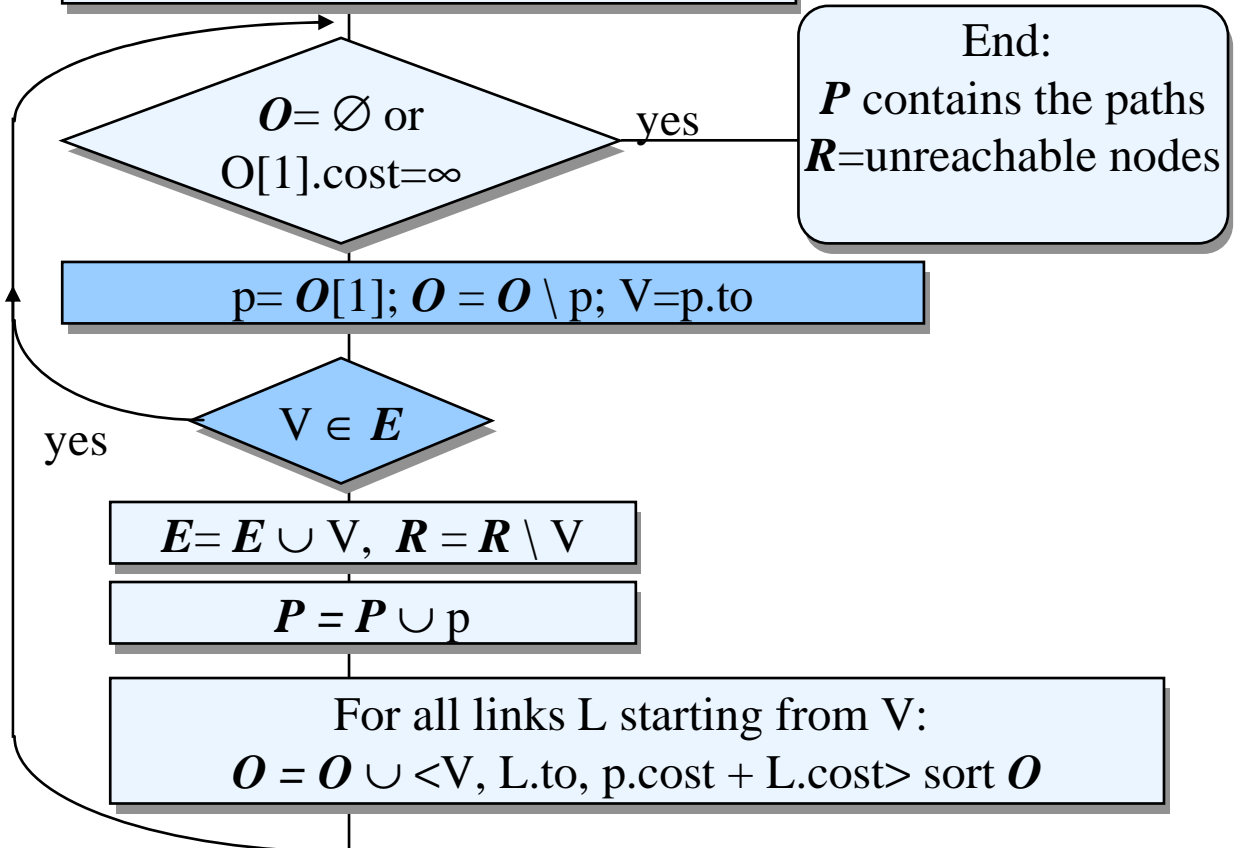 O= ∅ or
O[1].cost=∞
yes
End:
P contains the paths
R=unreachable nodes
p= O[1]; O = O \ p; V=p.to
V ∈ E
yes
E= E ∪ V, R = R \ V
P = P ∪ p
For all links L starting from V:
O = O ∪ <V, L.to, p.cost + L.cost> sort O